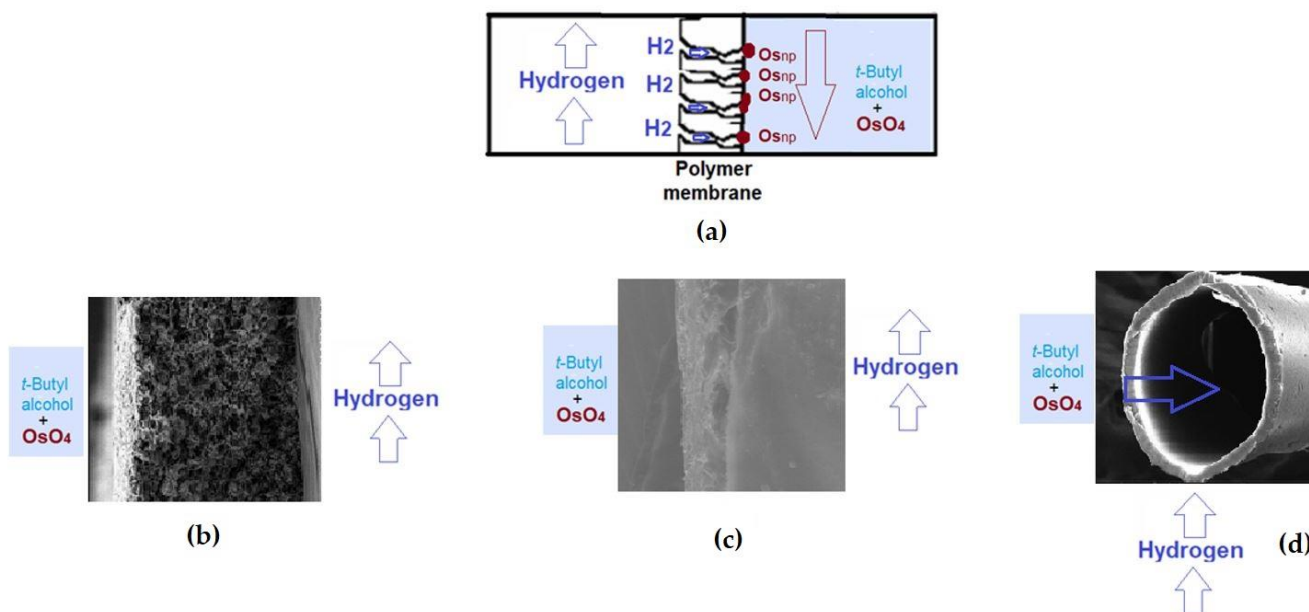 H2
Hydrogen
H2
H2
Osnp
Osnp
Osnp
Osnp
t-Butyl
alcohol
+
OsO4
Polymer
membrane
(a)
t-Butyl
alcohol
+
OsO4
Hydrogen
(b)
t-Butyl
alcohol
+
OsO4
Hydrogen
(c)
t-Butyl
alcohol
+
OsO4
Hydrogen
(d)